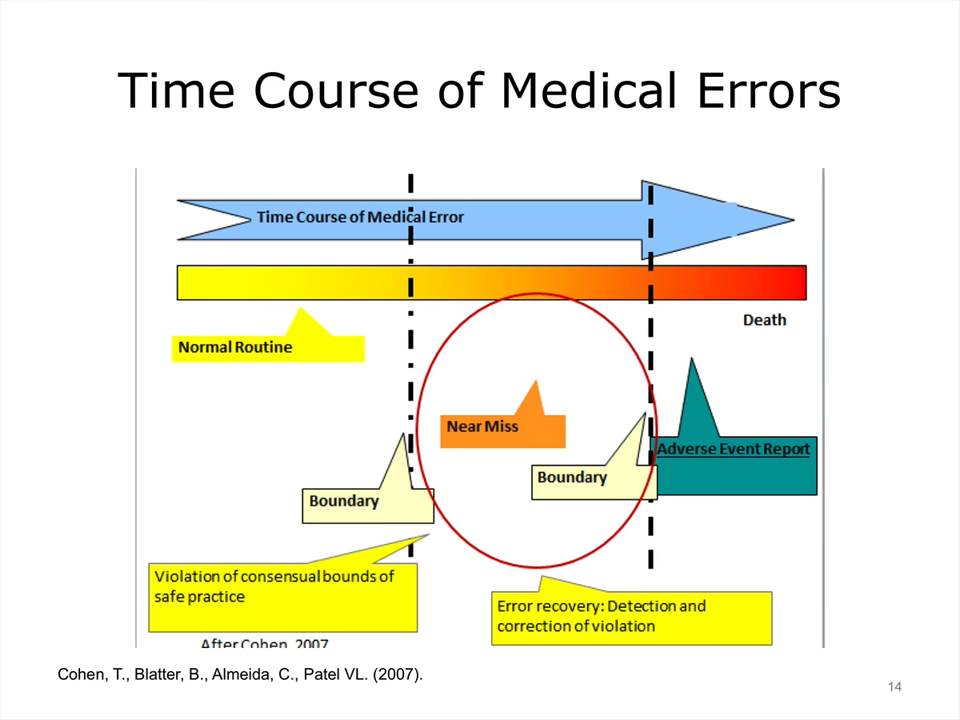 Time Course of Medical Errors
Time Course of Medical Error
Death
Normal Routine
Near Miss
Adverse Event Report
Boundary
Boundary
Violation of consensual bounds of
safe practice
Error recovery: Detection and
correction of violation
After Cohen, 2007
Cohen, T., Blatter, B., Almeida, C., Patel VL. (2007).
14